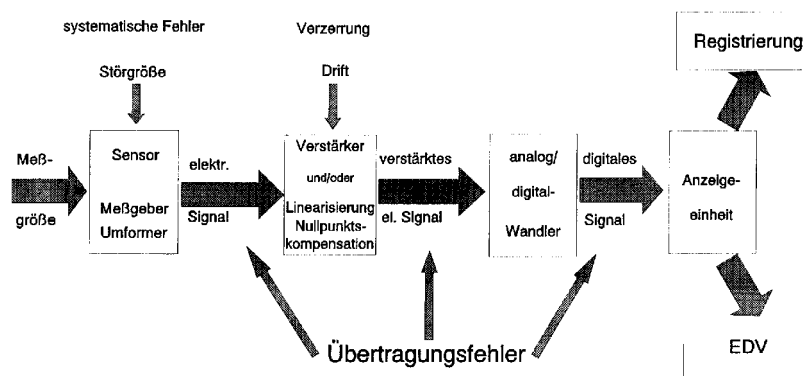 systematische Fehler
Störgröße
Verzerrung
Drift
Registrierung
Meß-
größe
Sensor
Meßgeber
Umformer
elektr.
Signal
Verstärker
und/oder
Linearisierung
Nullpunkts-
kompensation
verstärktes
el. Signal
analog/
digital-
Wandler
digitales
Signal
Anzeige-
einheit
Übertragungsfehler
EDV